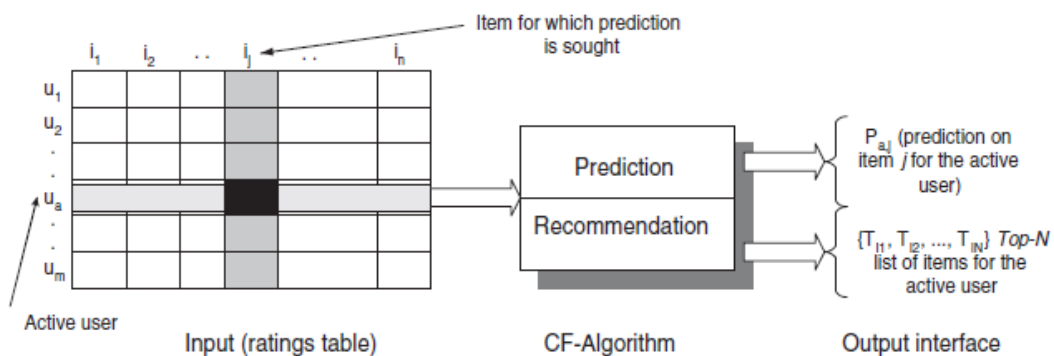 Item for which prediction
is sought
i1 i2 . . ij . . in
u1
u2
.
.
ua
.
.
um
Active user
Input (ratings table)
Prediction
Recommendation
CF-Algorithm
Pa,j (prediction on
item j for the active
user)
{TI1, TI2, ..., TIN} Top-N
list of items for the
active user
Output interface